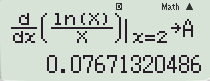 Math ▲
d/dx(ln(X)/X)|x=2→A
0.07671320486